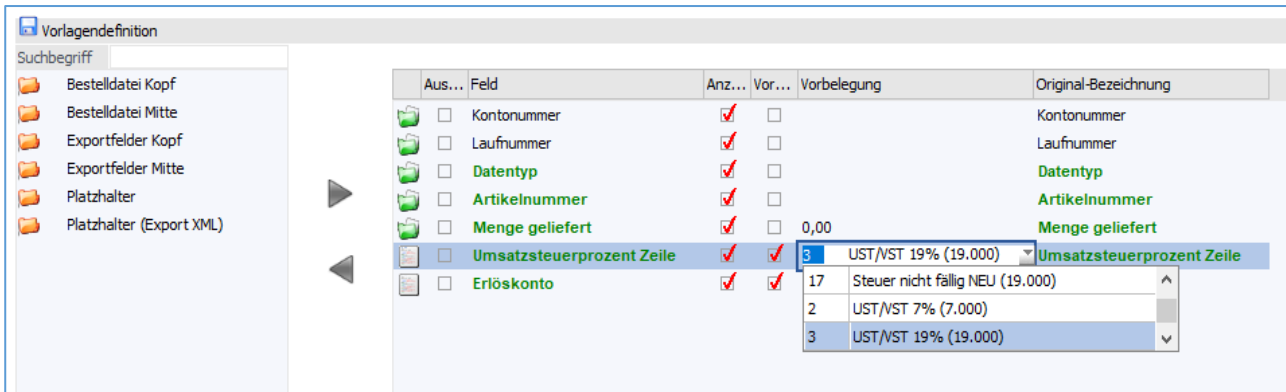 Vorlagendefinition
Suchbegriff
Bestelldatei Kopf
Bestelldatei Mitte
Exportfelder Kopf
Exportfelder Mitte
Platzhalter
Platzhalter (Export XML)
Aus... Feld Anz... Vor... Vorbelegung Original-Bezeichnung
Kontonummer Kontonummer
Laufnummer Laufnummer
Datentyp Datentyp
Artikelnummer Artikelnummer
Menge geliefert 0,00 Menge geliefert
Umsatzsteuerprozent Zeile 3 UST/VST 19% (19.000) Umsatzsteuerprozent Zeile
Erlöskonto
17 Steuer nicht fällig NEU (19.000)
2 UST/VST 7% (7.000)
3 UST/VST 19% (19.000)